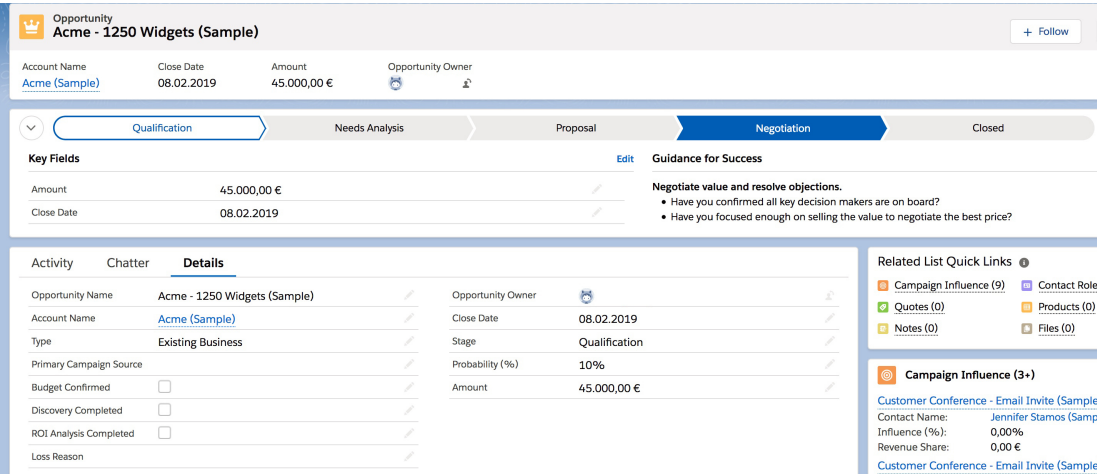 Opportunity
Acme - 1250 Widgets (Sample)
+ Follow
Account Name Close Date Amount Opportunity Owner
Acme (Sample) 08.02.2019 45.000,00 €
Qualification Needs Analysis Proposal Negotiation Closed
Key Fields Edit
Amount 45.000,00 €
Close Date 08.02.2019
Guidance for Success
Negotiate value and resolve objections.
• Have you confirmed all key decision makers are on board?
• Have you focused enough on selling the value to negotiate the best price?
Activity Chatter Details
Opportunity Name Acme - 1250 Widgets (Sample)
Account Name Acme (Sample)
Type Existing Business
Primary Campaign Source
Budget Confirmed
Discovery Completed
ROI Analysis Completed
Loss Reason
Opportunity Owner
Close Date 08.02.2019
Stage Qualification
Probability (%) 10%
Amount 45.000,00 €
Related List Quick Links
Campaign Influence (9) Contact Role
Quotes (0) Products (0)
Notes (0) Files (0)
Campaign Influence (3+)
Customer Conference - Email Invite (Sample
Contact Name: Jennifer Stamos (Samp
Influence (%): 0,00%
Revenue Share: 0,00 €
Customer Conference - Email Invite (Sample